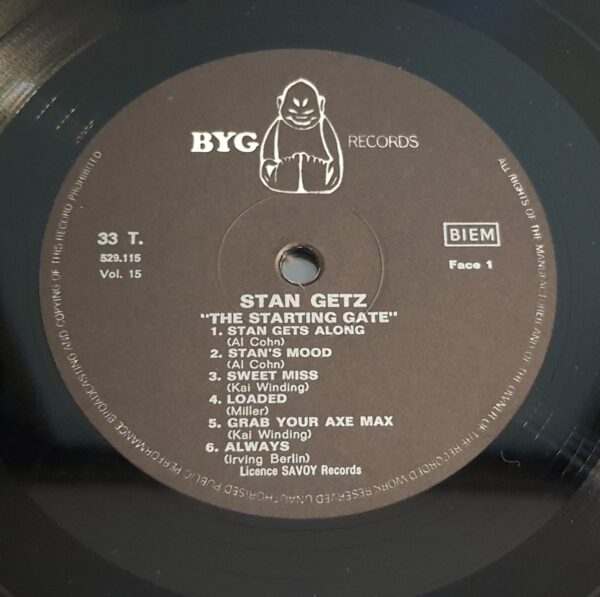 BYG RECORDS
33 T.
BIEM
529.115
Face 1
Vol. 15
STAN GETZ
"THE STARTING GATE"
1. STAN GETS ALONG
(Al Cohn)
2. STAN'S MOOD
(Al Cohn)
3. SWEET MISS
(Kai Winding)
4. LOADED
(Miller)
5. GRAB YOUR AXE MAX
(Kai Winding)
6. ALWAYS
(Irving Berlin)
Licence SAVOY Records
ALL RIGHTS OF THE MANUFACTURER AND OF THE OWNER OF THE RECORDED WORK RESERVED UNAUTHORISED PUBLIC PERFORMANCE BROADCASTING AND COPYING OF THIS RECORD PROHIBITED